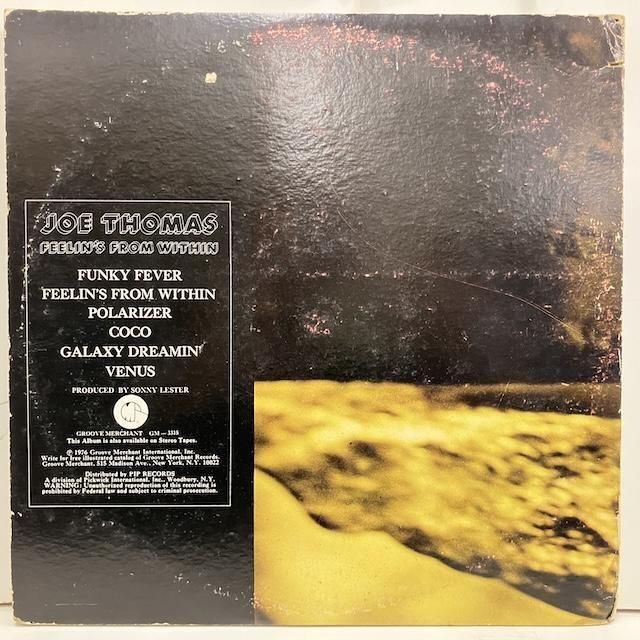 JOE THOMAS
FEELIN'S FROM WITHIN
FUNKY FEVER
FEELIN'S FROM WITHIN
POLARIZER
COCO
GALAXY DREAMIN'
VENUS
PRODUCED BY SONNY LESTER
GROOVE MERCHANT GM—3315
This Album is also available on Stereo Tapes.
℗ 1976 Groove Merchant International, Inc.
Write for free illustrated catalog of Groove Merchant Records.
Groove Merchant, 515 Madison Ave., New York, N.Y. 10022
Distributed by PIP RECORDS
A division of Pickwick International, Inc., Woodbury, N.Y.
WARNING: Unauthorized reproduction of this recording is
prohibited by Federal law and subject to criminal prosecution.